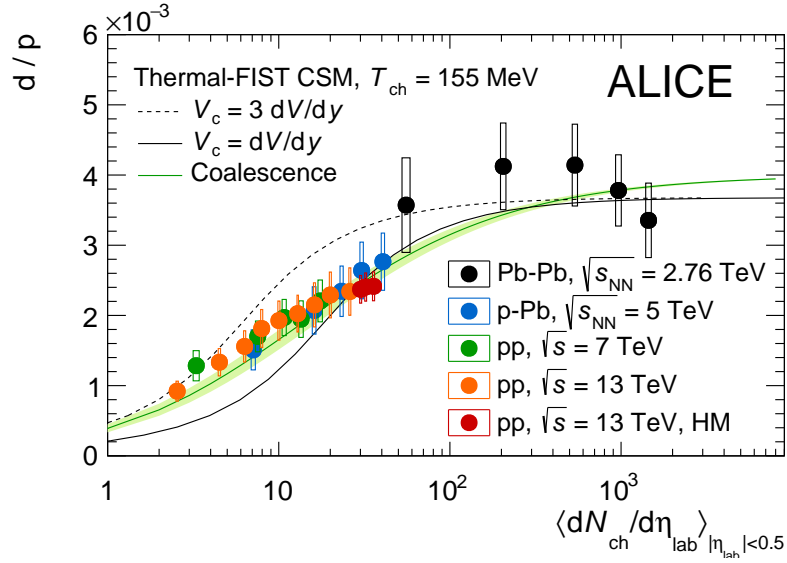 ×10⁻³
d / p
6
5
4
3
2
1
0
ALICE
Thermal-FIST CSM, T_ch = 155 MeV
V_c = 3 dV/dy
V_c = dV/dy
Coalescence
Pb-Pb, √s_NN = 2.76 TeV
p-Pb, √s_NN = 5 TeV
pp, √s = 7 TeV
pp, √s = 13 TeV
pp, √s = 13 TeV, HM
1 10 10² 10³
⟨dN_ch/dη_lab⟩_|η_lab|<0.5